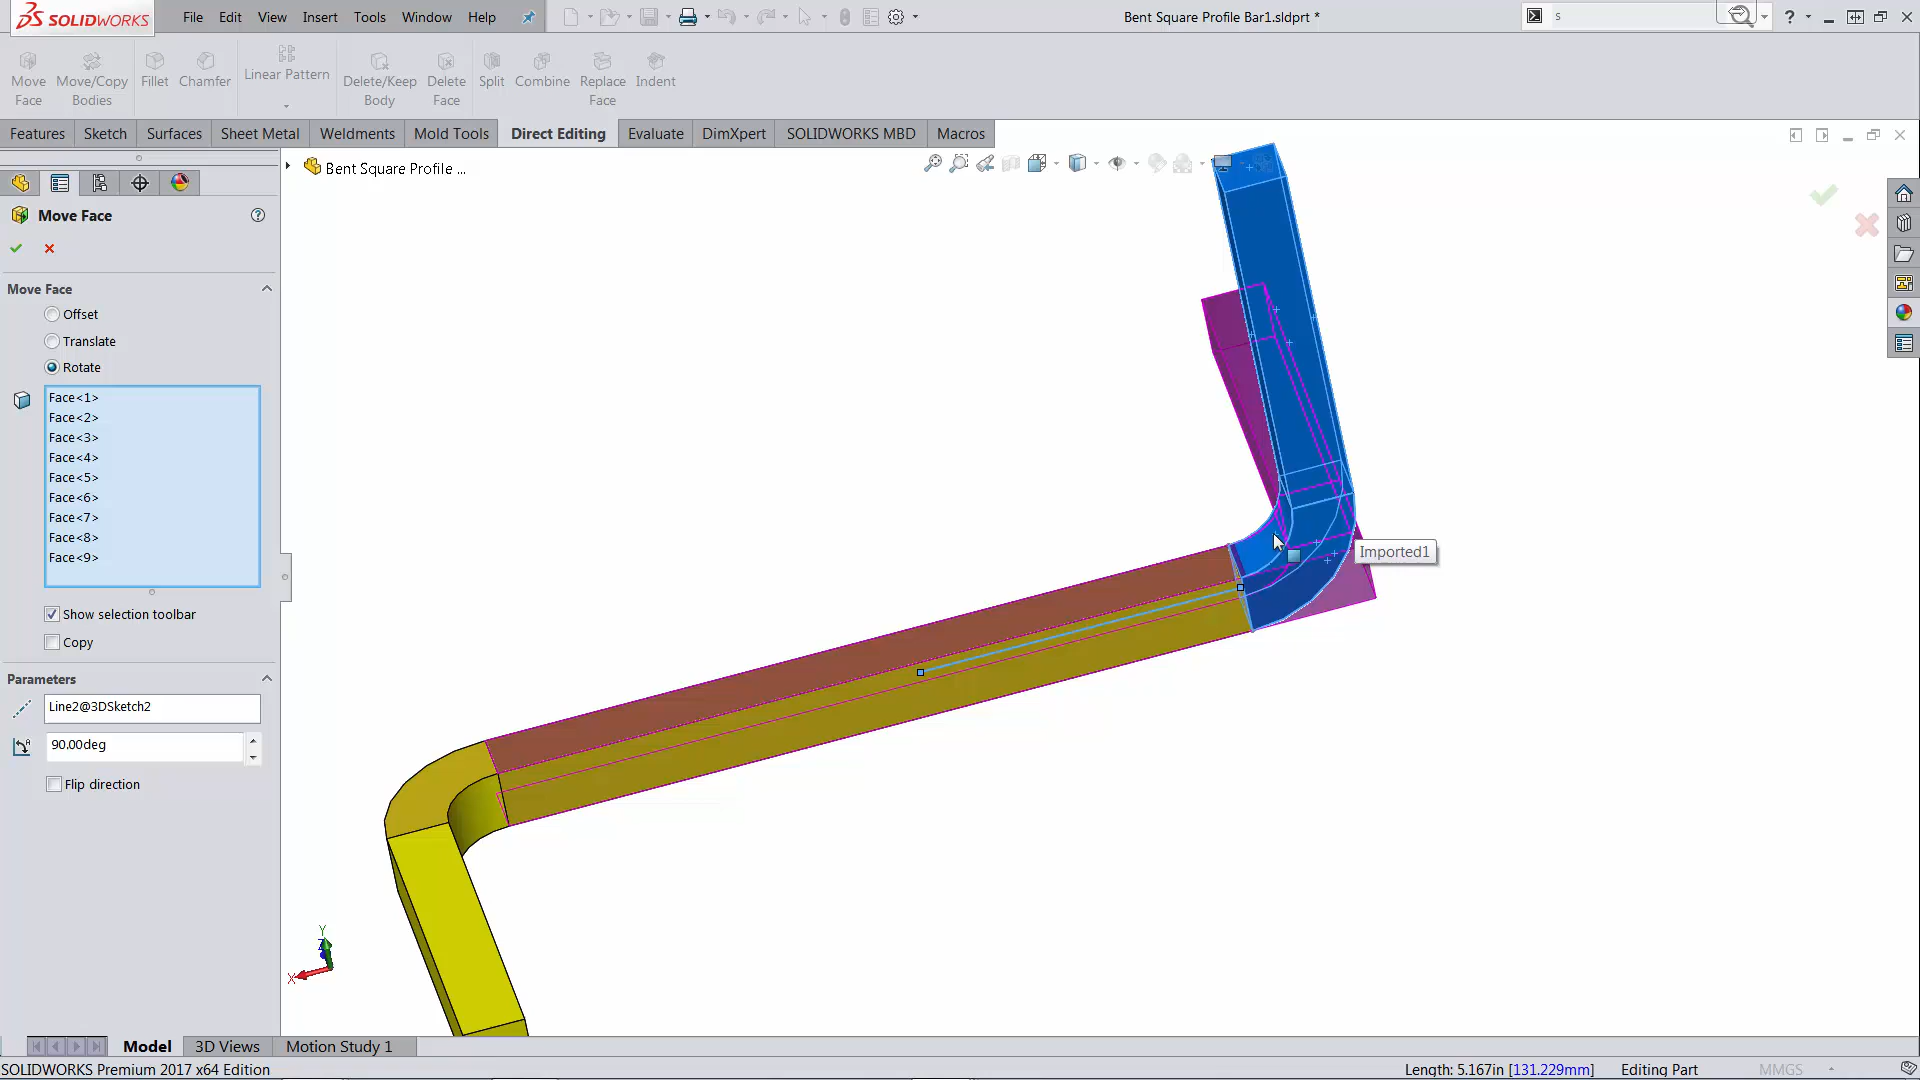 SOLIDWORKS
File Edit View Insert Tools Window Help
Bent Square Profile Bar1.sldprt *
s
?
Move Face
Move/Copy Bodies
Fillet
Chamfer
Linear Pattern
Delete/Keep Body
Delete Face
Split
Combine
Replace Face
Indent
Features Sketch Surfaces Sheet Metal Weldments Mold Tools Direct Editing Evaluate DimXpert SOLIDWORKS MBD Macros
Bent Square Profile ...
Move Face
?
Move Face
Offset
Translate
Rotate
Face<1>
Face<2>
Face<3>
Face<4>
Face<5>
Face<6>
Face<7>
Face<8>
Face<9>
Show selection toolbar
Copy
Parameters
Line2@3DSketch2
90.00deg
Flip direction
Imported1
Y
Z
X
Model 3D Views Motion Study 1
SOLIDWORKS Premium 2017 x64 Edition
Length: 5.167in [131.229mm]
Editing Part
MMGS